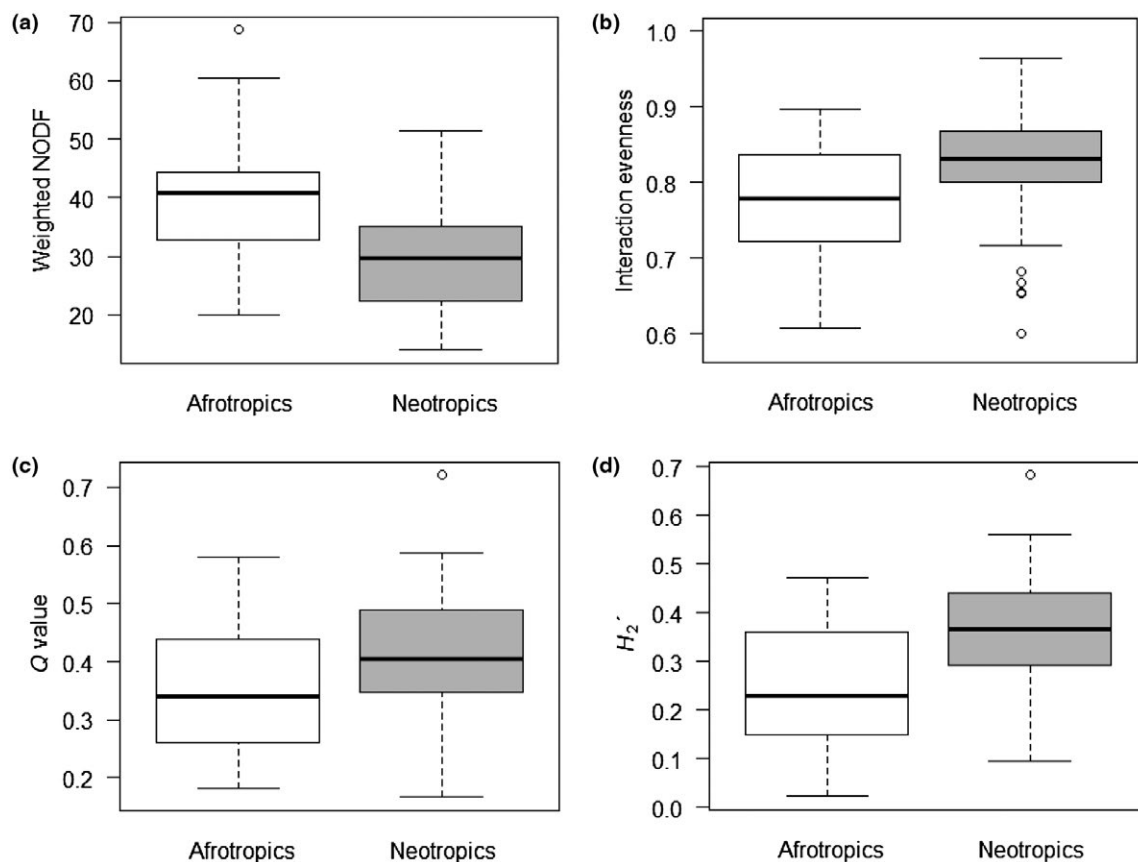 (a)
70
60
50
40
30
20
Weighted NODF
Afrotropics Neotropics
(b)
1.0
0.9
0.8
0.7
0.6
Interaction evenness
Afrotropics Neotropics
(c)
0.7
0.6
0.5
0.4
0.3
0.2
Q value
Afrotropics Neotropics
(d)
0.7
0.6
0.5
0.4
0.3
0.2
0.1
0.0
H₂´
Afrotropics Neotropics